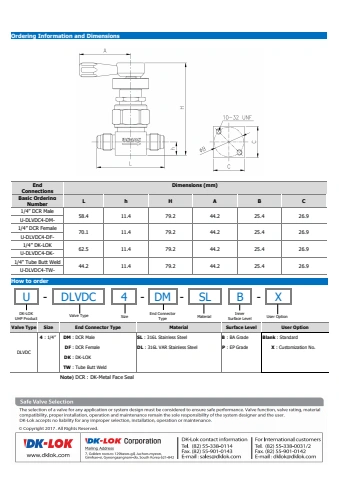 Ordering Information and Dimensions
A
H
h
L
10-32 UNF
C
C
End Connections
Dimensions (mm)
Basic Ordering Number
L
h
H
A
B
C
1/4" DCR Male
U-DLVDC4-DM-
58.4
11.4
79.2
44.2
25.4
26.9
1/4" DCR Female
U-DLVDC4-DF-
70.1
11.4
79.2
44.2
25.4
26.9
1/4" DK-LOK
U-DLVDC4-DK-
62.5
11.4
79.2
44.2
25.4
26.9
1/4" Tube Butt Weld
U-DLVDC4-TW-
44.2
11.4
79.2
44.2
25.4
26.9
How to order
U - DLVDC 4 - DM - SL B - X
DK-LOK UHP Product
Valve Type
Size
End Connector Type
Material
Inner Surface Level
User Option
Valve Type
Size
End Connector Type
Material
Surface Level
User Option
DLVDC
4 : 1/4"
DM : DCR Male
SL : 316L Stainless Steel
B : BA Grade
Blank : Standard
DF : DCR Female
DL : 316L VAR Stainless Steel
P : EP Grade
X : Customization No.
DK : DK-LOK
TW : Tube Butt Weld
Note) DCR : DK-Metal Face Seal
Safe Valve Selection
The selection of a valve for any application or system design must be considered to ensure safe performance. Valve function, valve rating, material
compatibility, proper installation, operation and maintenance remain the sole responsibility of the system designer and the user.
DK-Lok accepts no liability for any improper selection, installation, operation or maintenance.
© Copyright 2017 All Rights Reserved.
DK-LOK
www.dklok.com
DK-LOK Corporation
Mailing Address
DK-Lok contact information
Tel. (82) 55-338-0114
Fax. (82) 55-901-0143
E-mail : sales@dklok.com
For International customers
Tel. (82) 55-338-0031/2
Fax. (82) 55-901-0142
E-mail : dklok@dklok.com